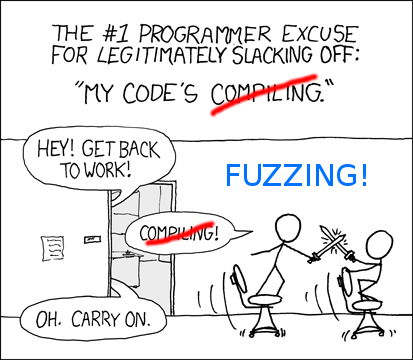 THE #1 PROGRAMMER EXCUSE
FOR LEGITIMATELY SLACKING OFF:
"MY CODE'S COMPILING."
HEY! GET BACK
TO WORK!
FUZZING!
COMPILING!
OH. CARRY ON.